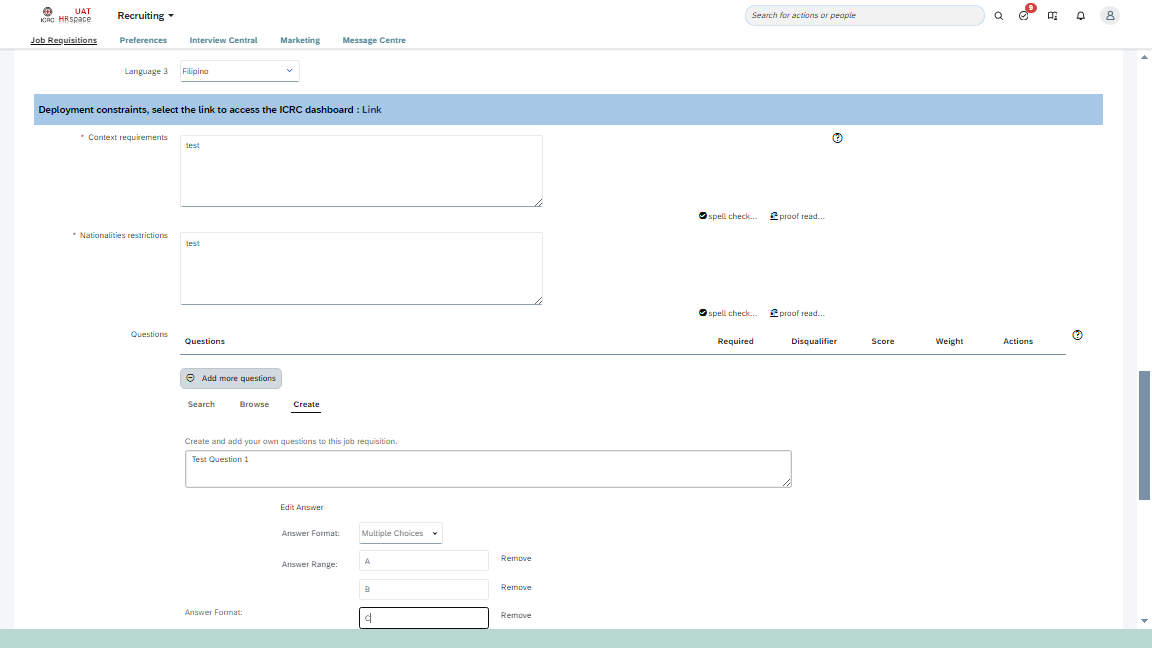 ICRC UAT HRspace
Recruiting
Search for actions or people
9
Job Requisitions Preferences Interview Central Marketing Message Centre
Language 3 Filipino
Deployment constraints, select the link to access the ICRC dashboard : Link
* Context requirements
test
spell check... proof read...
* Nationalities restrictions
test
spell check... proof read...
Questions
Questions Required Disqualifier Score Weight Actions
Add more questions
Search Browse Create
Create and add your own questions to this job requisition.
Test Question 1
Edit Answer
Answer Format: Multiple Choices
Answer Range: A Remove
B Remove
Answer Format:
C Remove